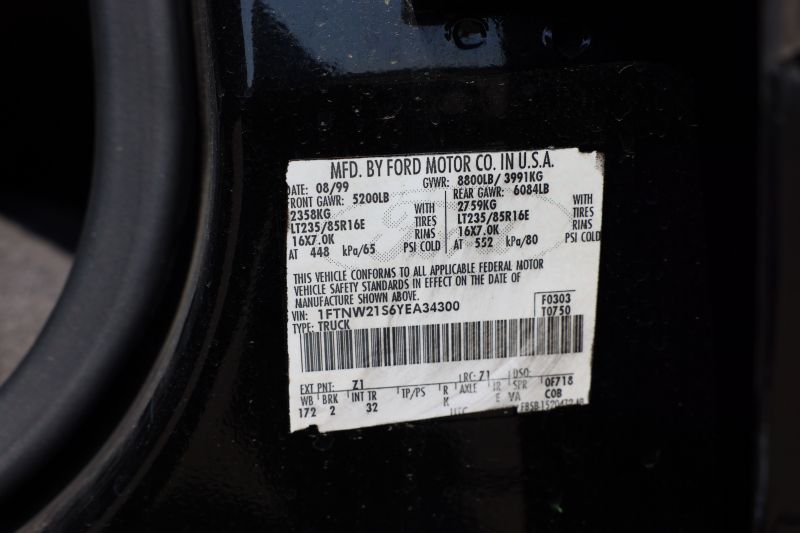 MFD. BY FORD MOTOR CO. IN U.S.A.
DATE: 08/99 GVWR: 8800LB/ 3991KG
FRONT GAWR: 5200LB REAR GAWR: 6084LB
2358KG WITH 2759KG WITH
LT235/85R16E TIRES LT235/85R16E TIRES
16X7.0K RIMS 16X7.0K RIMS
AT 448 kPa/65 PSI COLD AT 552 kPa/80 PSI COLD
THIS VEHICLE CONFORMS TO ALL APPLICABLE FEDERAL MOTOR
VEHICLE SAFETY STANDARDS IN EFFECT ON THE DATE OF
MANUFACTURE SHOWN ABOVE.
VIN: 1FTNW21S6YEA34300 F0303
TYPE: TRUCK T0750
EXT PNT: Z1 LRC: Z1 DSO:
WB BRK INT TR TP/PS R AXLE SPR 0F718
172 2 32 COB